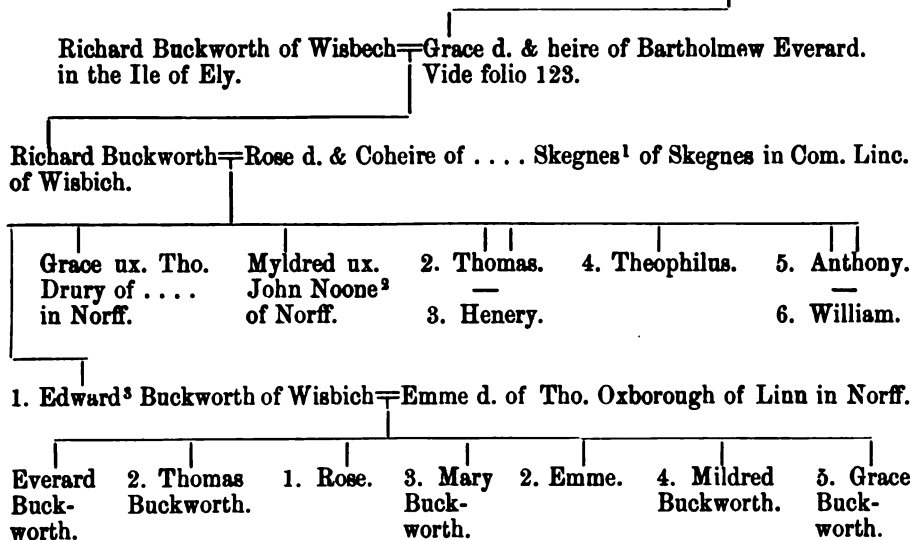 Richard Buckworth of Wisbech=Grace d. & heire of Bartholmew Everard.
in the Ile of Ely. Vide folio 123.
Richard Buckworth=Rose d. & Coheire of .... Skegnes¹ of Skegnes in Com. Linc.
of Wisbich.
Grace ux. Tho. Myldred ux. 2. Thomas. 4. Theophilus. 5. Anthony.
Drury of .... John Noone² — —
in Norff. of Norff. 3. Henery. 6. William.
1. Edward³ Buckworth of Wisbich=Emme d. of Tho. Oxborough of Linn in Norff.
Everard 2. Thomas 1. Rose. 3. Mary 2. Emme. 4. Mildred 5. Grace
Buck- Buckworth. Buck- Buckworth. Buck-
worth. worth. worth.